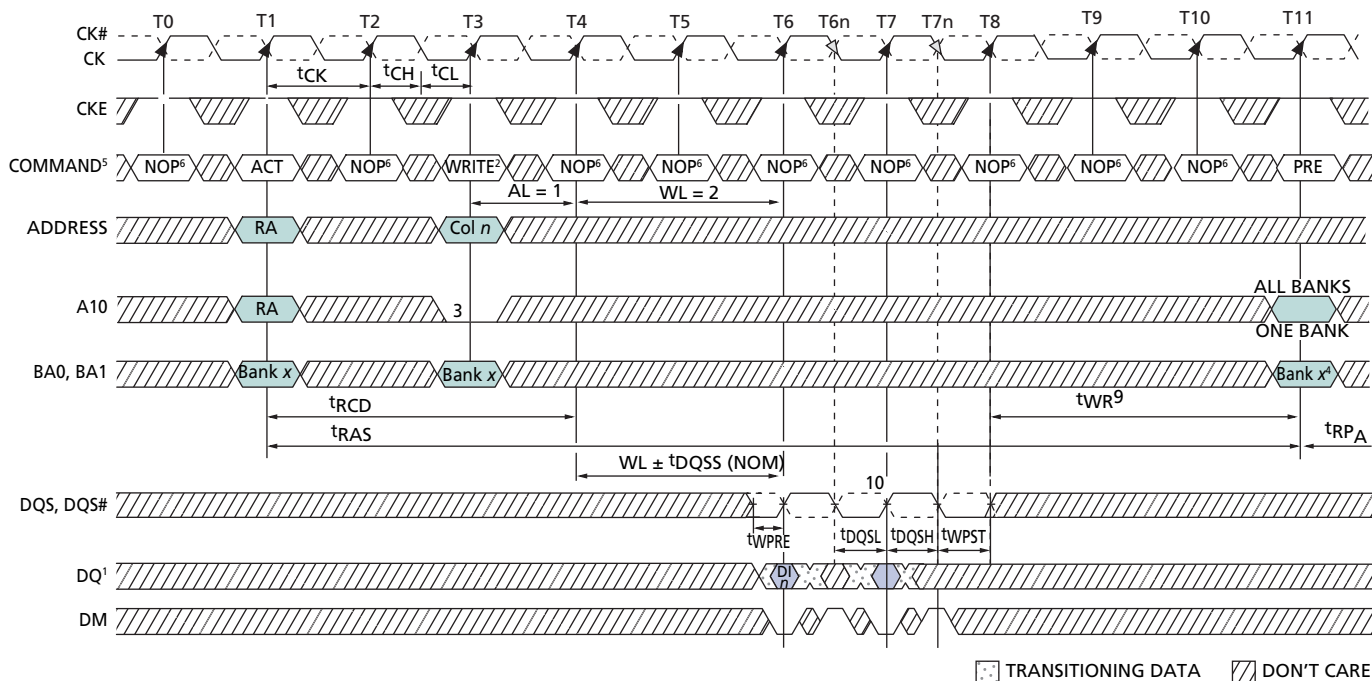 T0 T1 T2 T3 T4 T5 T6 T6n T7 T7n T8 T9 T10 T11
CK#
CK
tCK tCH tCL
CKE
COMMAND5 NOP6 ACT NOP6 WRITE2 NOP6 NOP6 NOP6 NOP6 NOP6 NOP6 NOP6 PRE
AL = 1 WL = 2
ADDRESS RA Col n
ALL BANKS
A10 RA 3
ONE BANK
BA0, BA1 Bank x Bank x Bank x4
tRCD tWR9
tRAS tRPA
WL ± tDQSS (NOM)
10
DQS, DQS#
tWPRE tDQSL tDQSH tWPST
DQ1 DI n
DM
TRANSITIONING DATA DON'T CARE